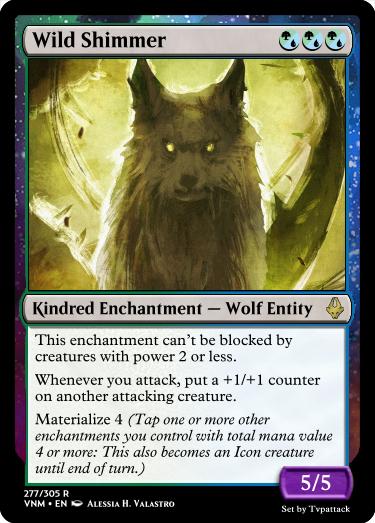 Wild Shimmer
Kindred Enchantment — Wolf Entity
This enchantment can't be blocked by
creatures with power 2 or less.
Whenever you attack, put a +1/+1 counter
on another attacking creature.
Materialize 4 (Tap one or more other
enchantments you control with total mana value
4 or more: This also becomes an Icon creature
until end of turn.)
5/5
277/305 R
VNM • EN Alessia H. Valastro
Set by Tvpattack